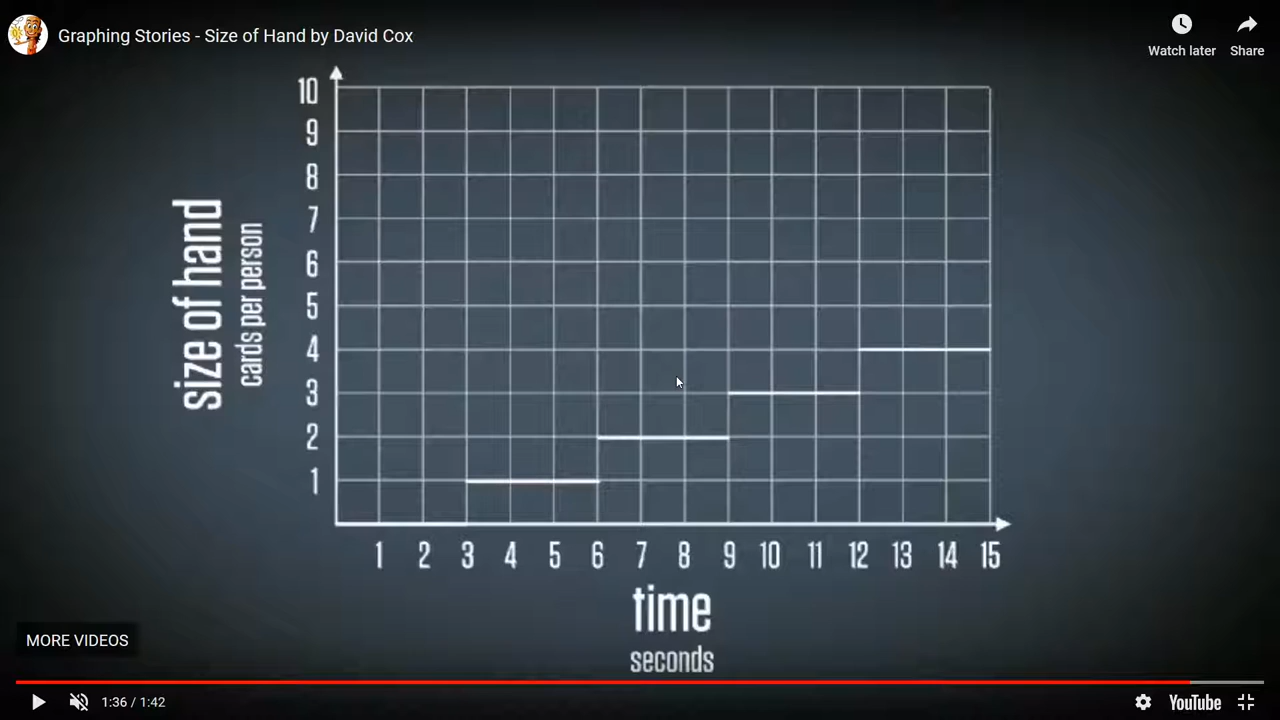 Graphing Stories - Size of Hand by David Cox
Watch later
Share
10
9
8
7
6
5
4
3
2
1
size of hand
cards per person
1 2 3 4 5 6 7 8 9 10 11 12 13 14 15
time
seconds
MORE VIDEOS
1:36 / 1:42
YouTube